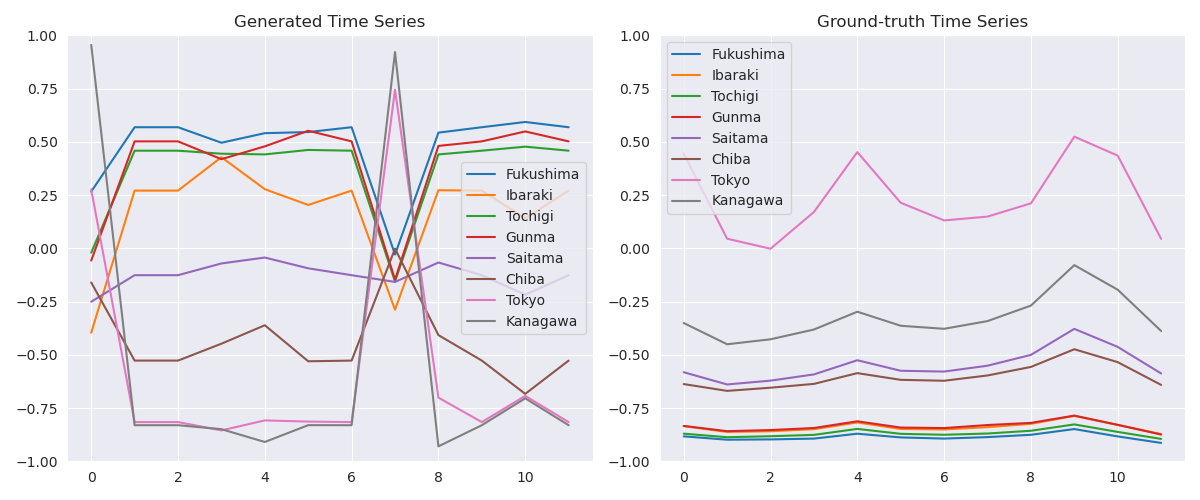 Generated Time Series
1.00
0.75
0.50
0.25
0.00
−0.25
−0.50
−0.75
−1.00
0 2 4 6 8 10
Fukushima
Ibaraki
Tochigi
Gunma
Saitama
Chiba
Tokyo
Kanagawa
Ground-truth Time Series
1.00
0.75
0.50
0.25
0.00
−0.25
−0.50
−0.75
−1.00
0 2 4 6 8 10
Fukushima
Ibaraki
Tochigi
Gunma
Saitama
Chiba
Tokyo
Kanagawa